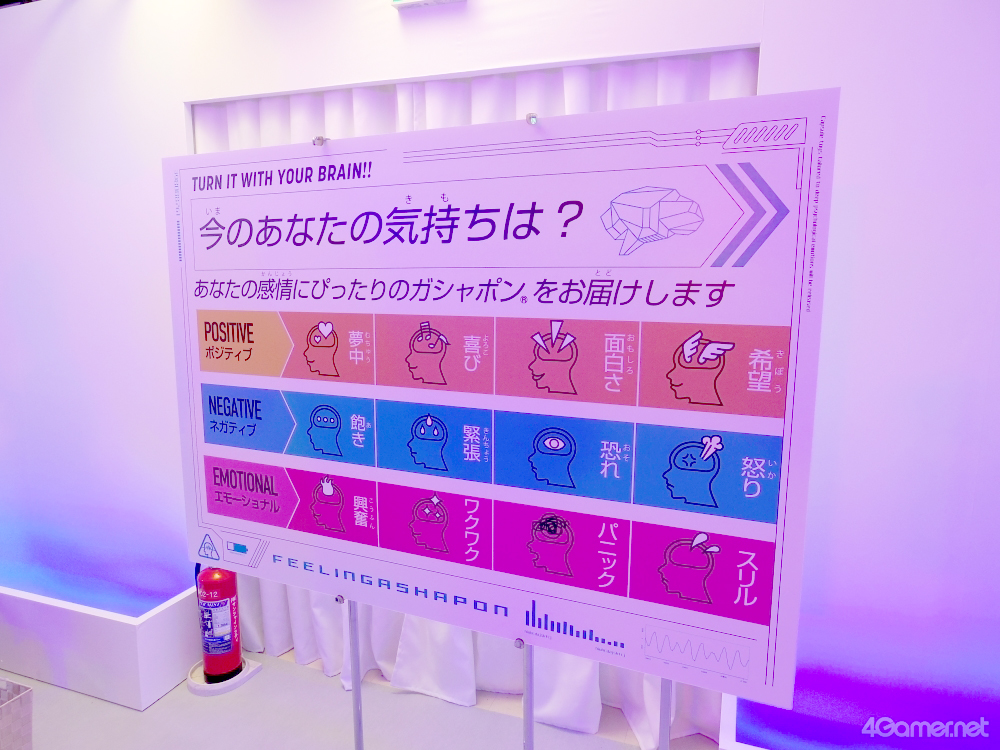 TURN IT WITH YOUR BRAIN!!
今のあなたの気持ちは？
あなたの感情にぴったりのガシャポン®をお届けします
POSITIVE
ポジティブ
夢中
喜び
面白さ
希望
NEGATIVE
ネガティブ
飽き
緊張
恐れ
怒り
EMOTIONAL
エモーショナル
興奮
ワクワク
パニック
スリル
FEELINGASHAPON
4Gamer.net